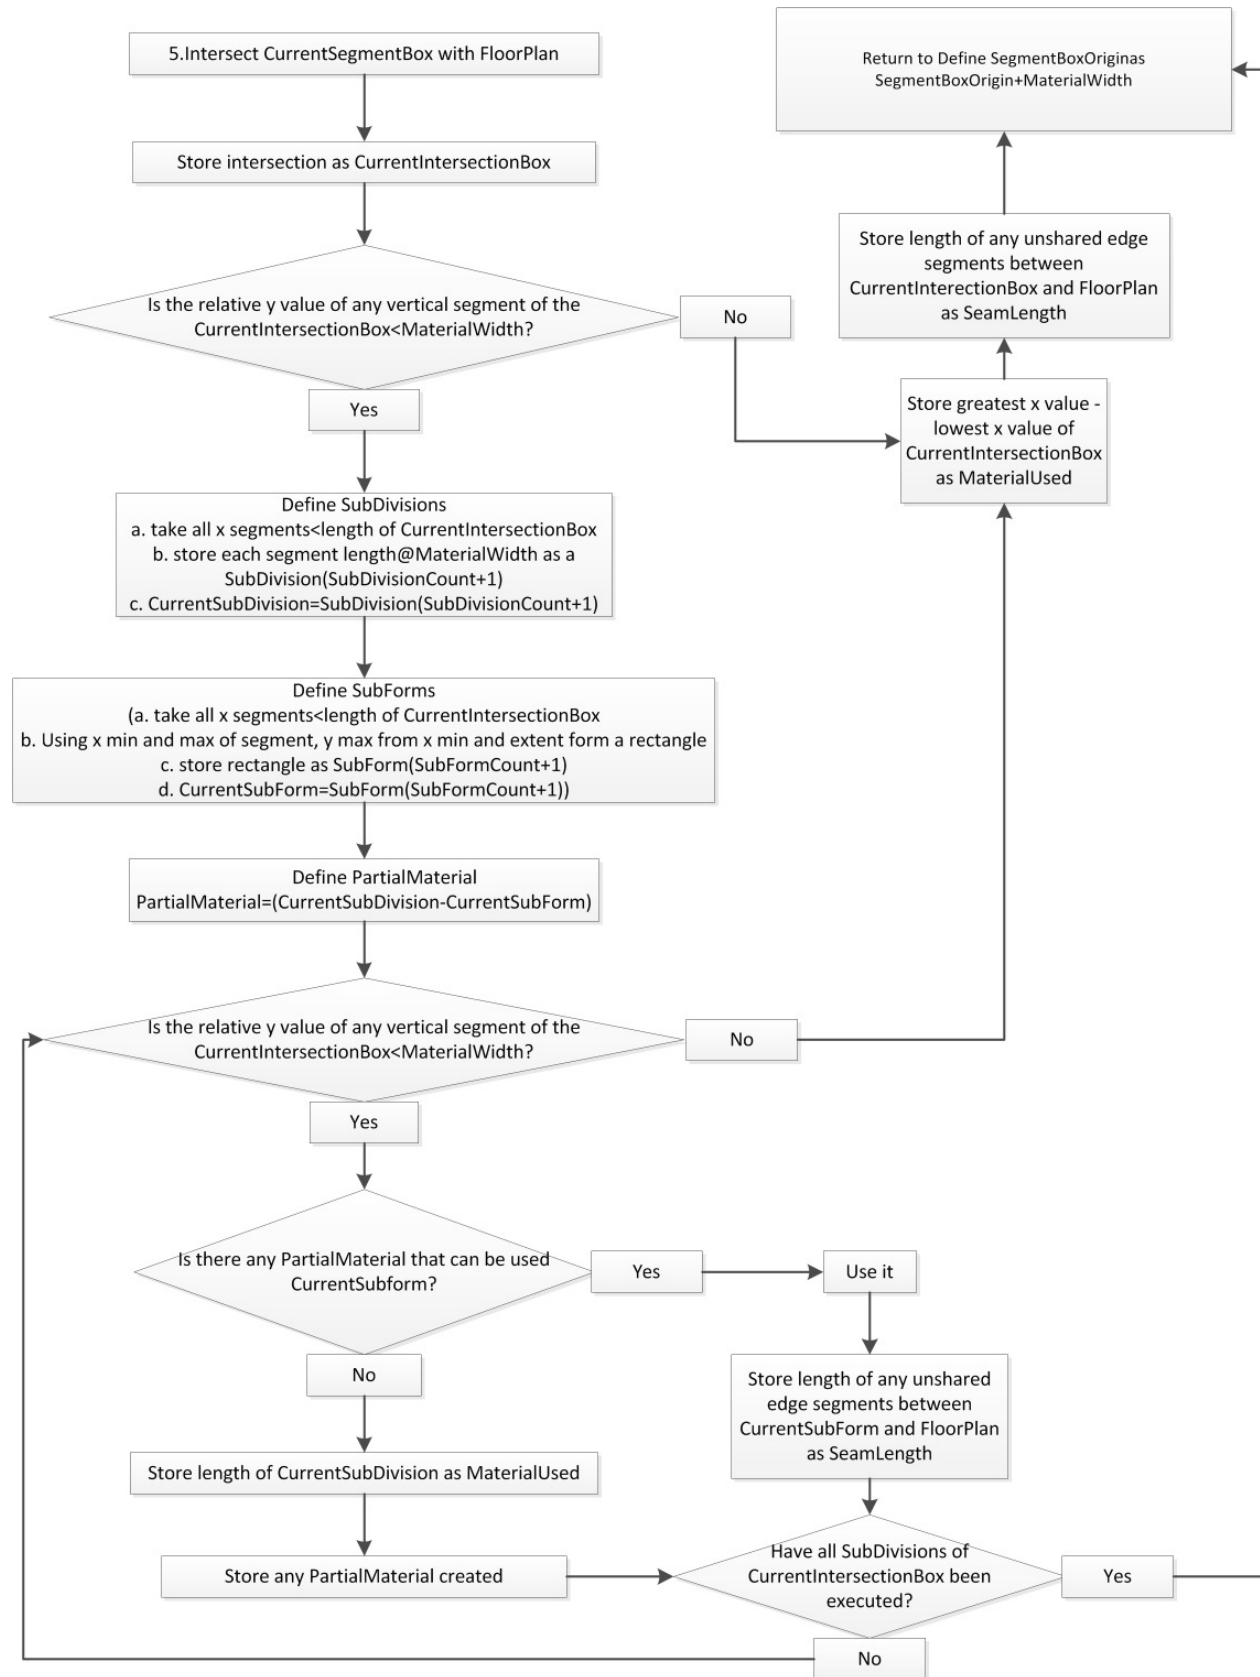 5.Intersect CurrentSegmentBox with FloorPlan
Store intersection as CurrentIntersectionBox
Is the relative y value of any vertical segment of the
CurrentIntersectionBox<MaterialWidth?
No
Yes
Define SubDivisions
a. take all x segments<length of CurrentIntersectionBox
b. store each segment length@MaterialWidth as a
SubDivision(SubDivisionCount+1)
c. CurrentSubDivision=SubDivision(SubDivisionCount+1)
Define SubForms
(a. take all x segments<length of CurrentIntersectionBox
b. Using x min and max of segment, y max from x min and extent form a rectangle
c. store rectangle as SubForm(SubFormCount+1)
d. CurrentSubForm=SubForm(SubFormCount+1))
Define PartialMaterial
PartialMaterial=(CurrentSubDivision-CurrentSubForm)
Is the relative y value of any vertical segment of the
CurrentIntersectionBox<MaterialWidth?
No
Yes
Is there any PartialMaterial that can be used
CurrentSubform?
Yes
Use it
No
Store length of any unshared
edge segments between
CurrentSubForm and FloorPlan
as SeamLength
Store length of CurrentSubDivision as MaterialUsed
Store any PartialMaterial created
Have all SubDivisions of
CurrentIntersectionBox been
executed?
Yes
No
Return to Define SegmentBoxOriginas
SegmentBoxOrigin+MaterialWidth
Store length of any unshared edge
segments between
CurrentInterectionBox and FloorPlan
as SeamLength
Store greatest x value -
lowest x value of
CurrentIntersectionBox
as MaterialUsed